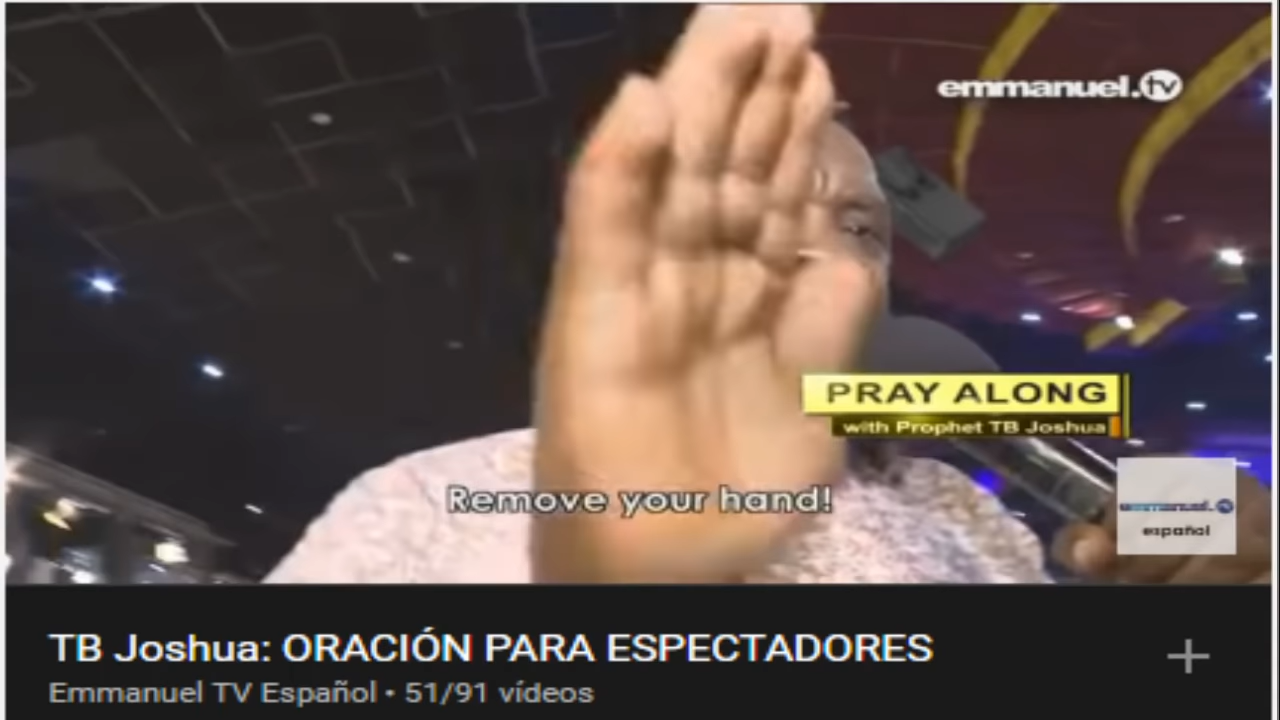 emmanuel.tv
PRAY ALONG
with Prophet TB Joshua
Remove your hand!
emmanuel.tv
español
TB Joshua: ORACIÓN PARA ESPECTADORES
Emmanuel TV Español • 51/91 vídeos